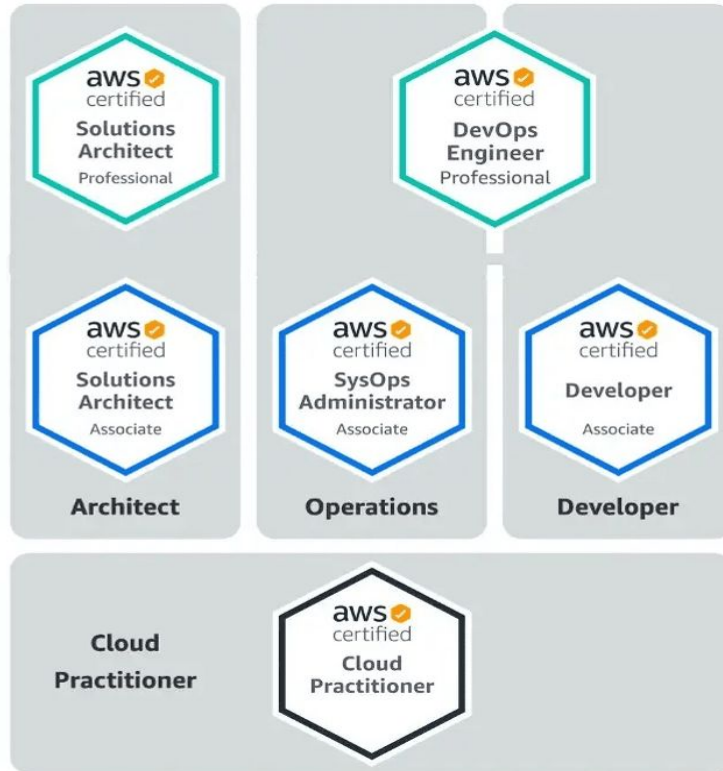 aws
certified
Solutions
Architect
Professional
aws
certified
DevOps
Engineer
Professional
aws
certified
Solutions
Architect
Associate
Architect
aws
certified
SysOps
Administrator
Associate
Operations
aws
certified
Developer
Associate
Developer
Cloud
Practitioner
aws
certified
Cloud
Practitioner